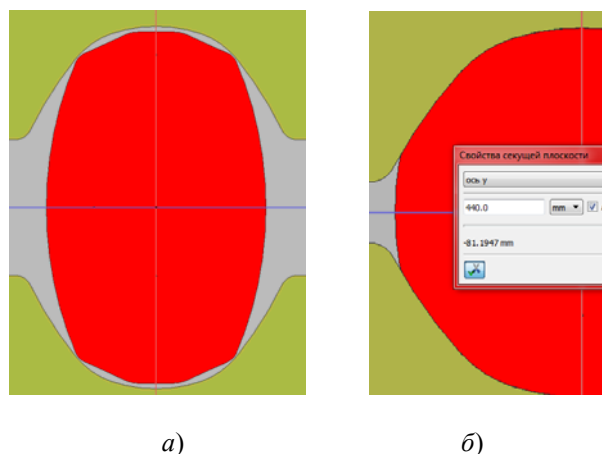 Свойства секущей плоскости
ось y
440.0 mm
-81.1947 mm
а) б)